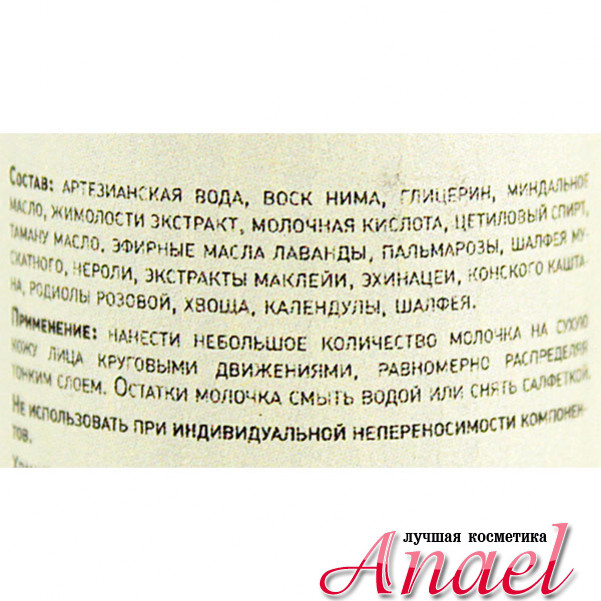 Состав: артезианская вода, воск нима, глицерин, миндальное
масло, жимолости экстракт, молочная кислота, цетиловый спирт,
таману масло, эфирные масла лаванды, пальмарозы, шалфея му-
скатного, нероли, экстракты маклейи, эхинацеи, конского кашта-
на, родиолы розовой, хвоща, календулы, шалфея.
Применение: нанести небольшое количество молочка на сухую
кожу лица круговыми движениями, равномерно распределяя
тонким слоем. Остатки молочка смыть водой или снять салфеткой.
Не использовать при индивидуальной непереносимости компонен-
тов.
лучшая косметика
Anael